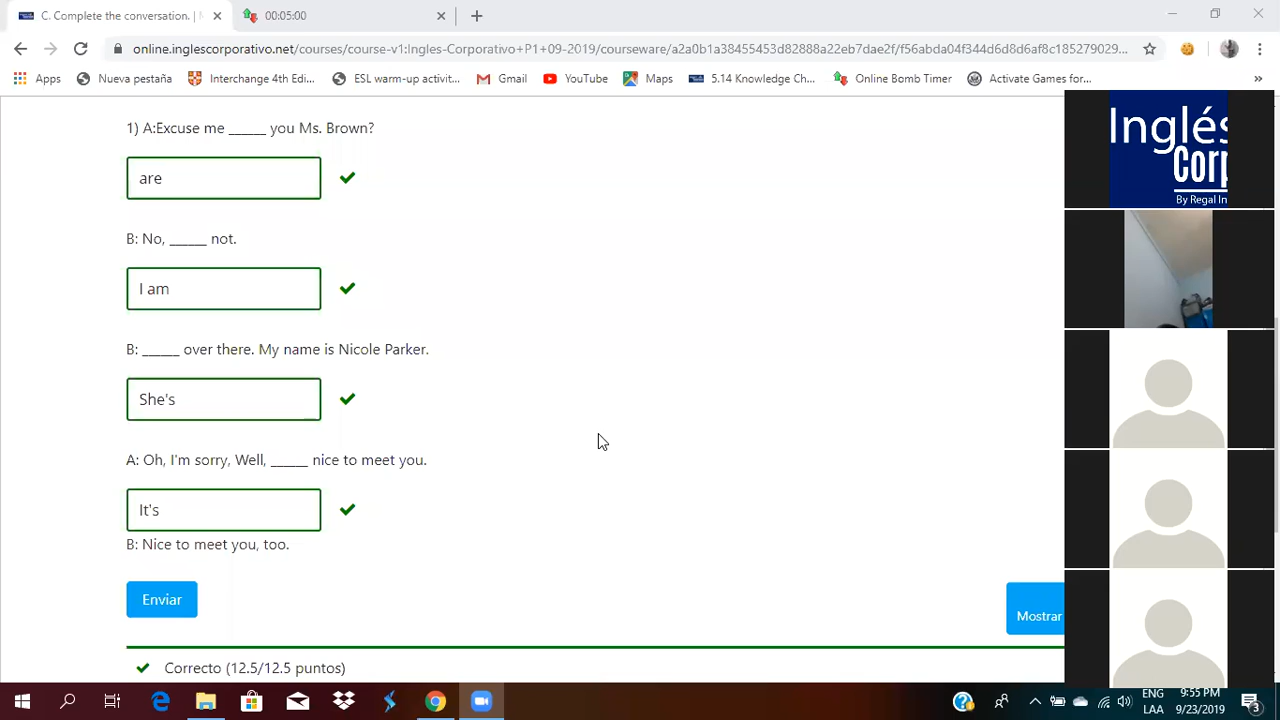 C. Complete the conversation. |
00:05:00
online.inglescorporativo.net/courses/course-v1:Ingles-Corporativo+P1+09-2019/courseware/a2a0b1a38455453d82888a22eb7dae2f/f56abda04f344d6d8d6af8c185279029...
Apps
Nueva pestaña
Interchange 4th Edi...
ESL warm-up activit...
Gmail
YouTube
Maps
5.14 Knowledge Ch...
Online Bomb Timer
Activate Games for...
»
1) A:Excuse me ______ you Ms. Brown?
are
B: No, ______ not.
I am
B: ______ over there. My name is Nicole Parker.
She's
A: Oh, I'm sorry, Well, ______ nice to meet you.
It's
B: Nice to meet you, too.
Enviar
Mostrar
Correcto (12.5/12.5 puntos)
Inglés
Corp
By Regal In
ENG
LAA
9:55 PM
9/23/2019
3